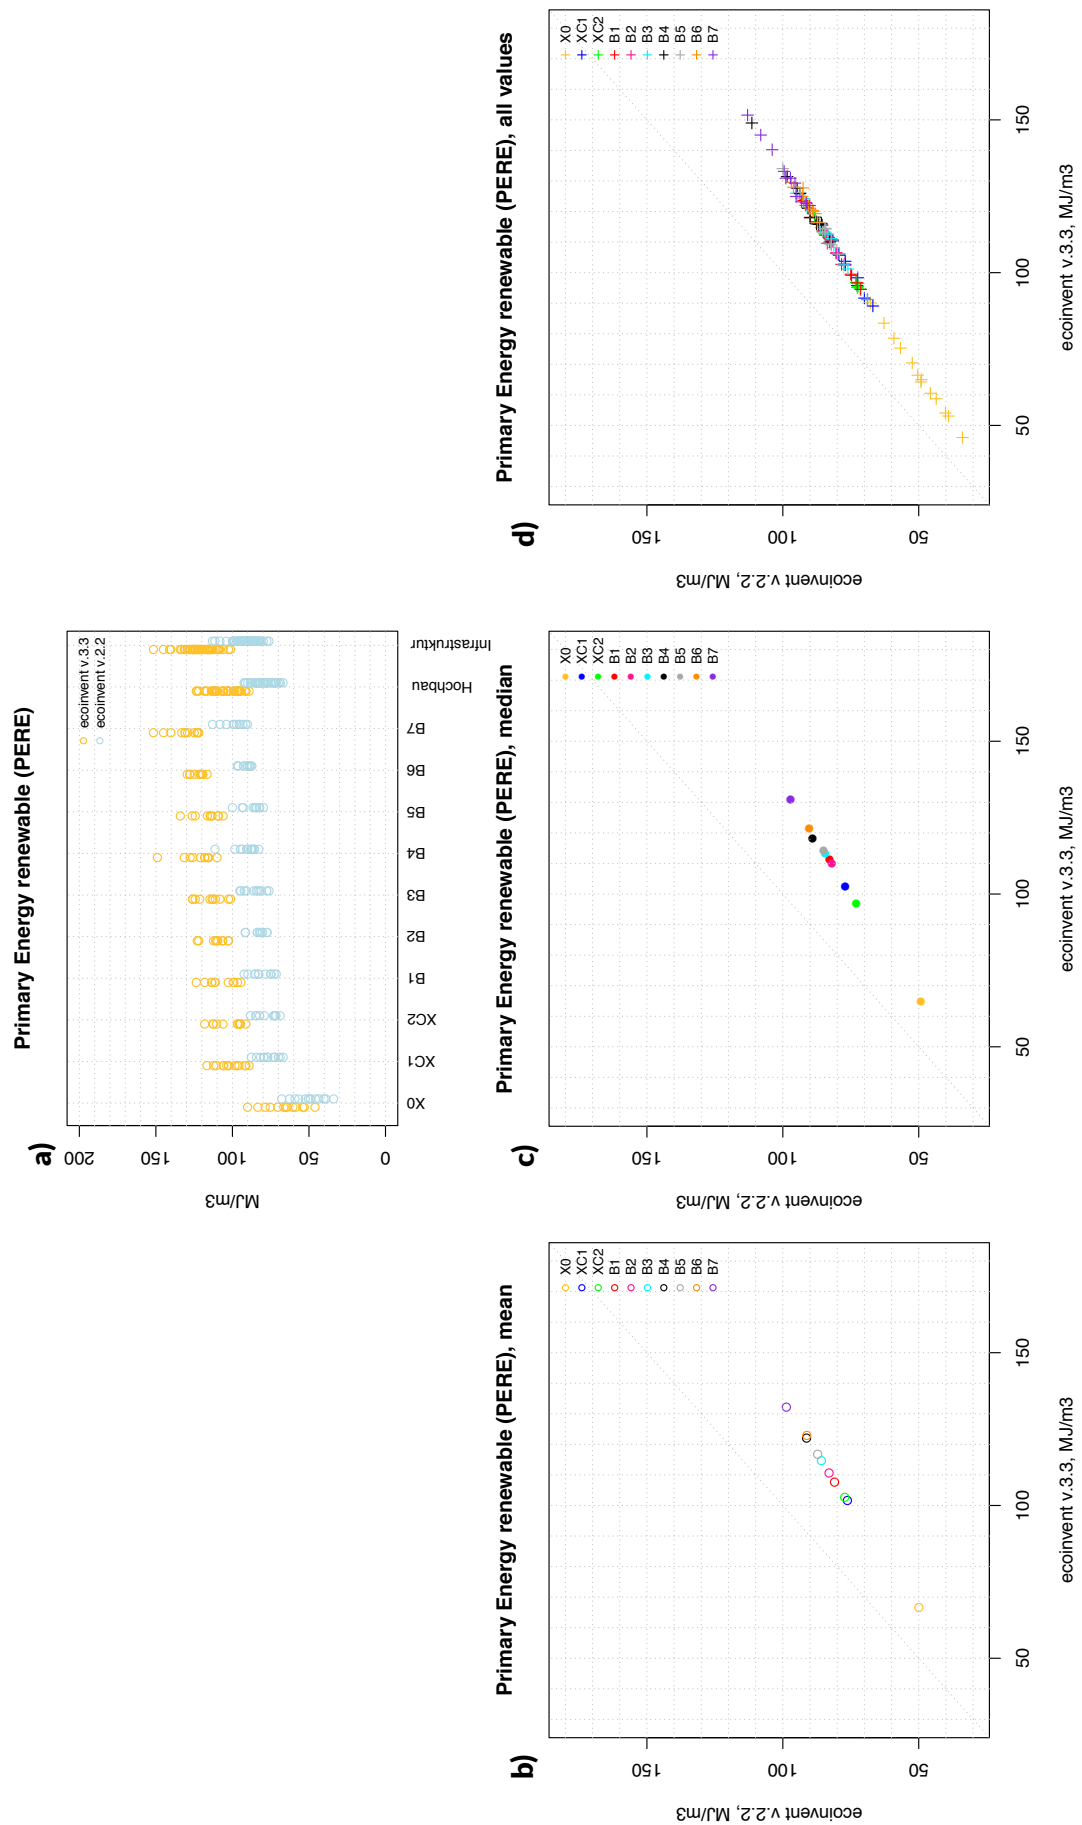 a)
Primary Energy renewable (PERE)
MJ/m3
0
50
100
150
200
X0
XC1
XC2
B1
B2
B3
B4
B5
B6
B7
Hochbau
Infrastruktur
ecoinvent v.3.3
ecoinvent v.2.2
b)
Primary Energy renewable (PERE), mean
ecoinvent v.2.2, MJ/m3
50
100
150
50
100
150
ecoinvent v.3.3, MJ/m3
X0
XC1
XC2
B1
B2
B3
B4
B5
B6
B7
c)
Primary Energy renewable (PERE), median
ecoinvent v.2.2, MJ/m3
50
100
150
50
100
150
ecoinvent v.3.3, MJ/m3
X0
XC1
XC2
B1
B2
B3
B4
B5
B6
B7
d)
Primary Energy renewable (PERE), all values
ecoinvent v.2.2, MJ/m3
50
100
150
50
100
150
ecoinvent v.3.3, MJ/m3
X0
XC1
XC2
B1
B2
B3
B4
B5
B6
B7